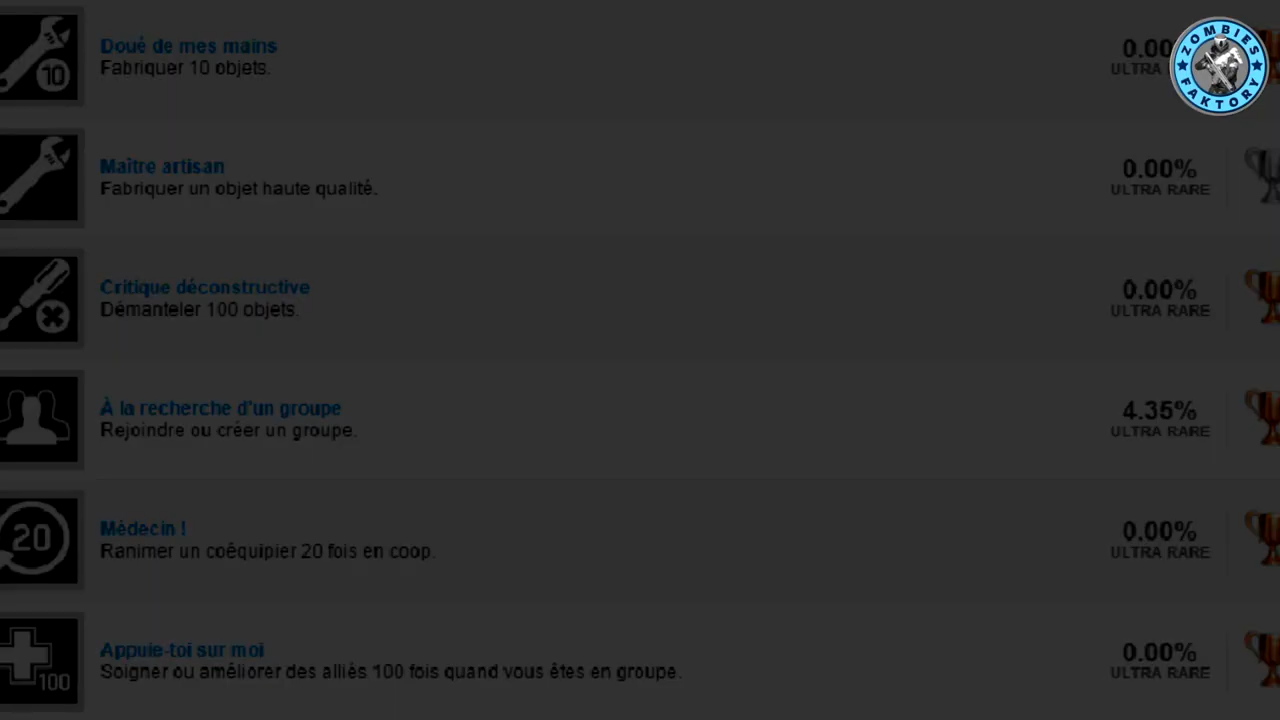 Doué de mes mains
Fabriquer 10 objets.
0.00
ULTRA
10
ZOMBIES
FAKTORY
Maître artisan
Fabriquer un objet haute qualité.
0.00%
ULTRA RARE
Critique déconstructive
Démanteler 100 objets.
0.00%
ULTRA RARE
À la recherche d'un groupe
Rejoindre ou créer un groupe.
4.35%
ULTRA RARE
20
Médecin !
Ranimer un coéquipier 20 fois en coop.
0.00%
ULTRA RARE
100
Appuie-toi sur moi
Soigner ou améliorer des alliés 100 fois quand vous êtes en groupe.
0.00%
ULTRA RARE